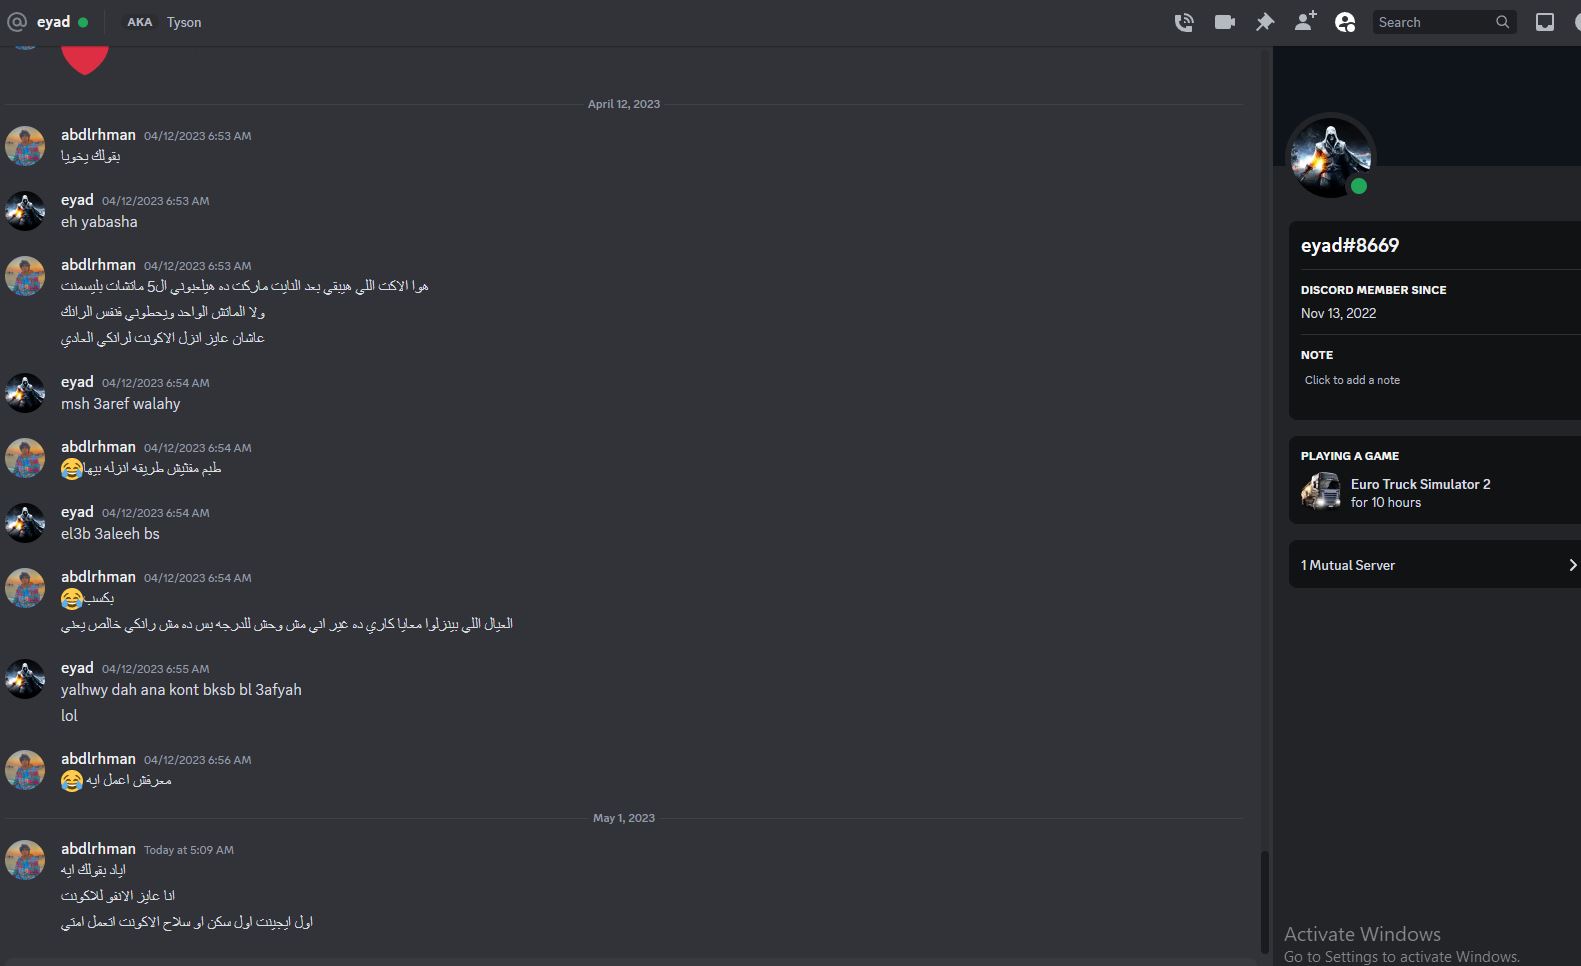 eyad
AKA Tyson
Search
April 12, 2023
abdlrhman 04/12/2023 6:53 AM
بقولك يخويا
eyad 04/12/2023 6:53 AM
eh yabasha
abdlrhman 04/12/2023 6:53 AM
هوا الاكت اللي هيبقي بعد النايت ماركت ده هيلعبوني ال5 ماتشات بليسمنت
ولا الماتش الواحد ويحطوني فنفس الرانك
عاشان عايز انزل الاكونت لرانكي العادي
eyad 04/12/2023 6:54 AM
msh 3aref walahy
abdlrhman 04/12/2023 6:54 AM
طبم مفثيش طريقه انزله بيها😂
eyad 04/12/2023 6:54 AM
el3b 3aleeh bs
abdlrhman 04/12/2023 6:54 AM
بكسب😂
العيال اللي بينزلوا معايا كاري ده غير اني مش وحش للدرجه بس ده مش رانكي خالص يعني
eyad 04/12/2023 6:55 AM
yalhwy dah ana kont bksb bl 3afyah
lol
abdlrhman 04/12/2023 6:56 AM
معرفش اعمل ايه 😂
May 1, 2023
abdlrhman Today at 5:09 AM
اياد بقولك ايه
انا عايز الانفو للاكونت
اول ايجينت اول سكن او سلاح الاكونت اتعمل امتي
eyad#8669
DISCORD MEMBER SINCE
Nov 13, 2022
NOTE
Click to add a note
PLAYING A GAME
Euro Truck Simulator 2
for 10 hours
1 Mutual Server
Activate Windows
Go to Settings to activate Windows.